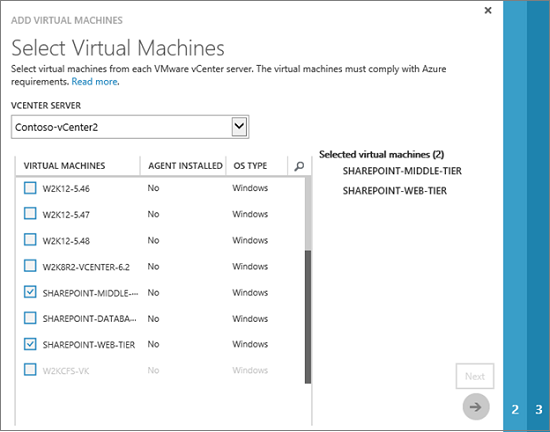 ADD VIRTUAL MACHINES
Select Virtual Machines
Select virtual machines from each VMware vCenter server. The virtual machines must comply with Azure
requirements. Read more.
VCENTER SERVER
Contoso-vCenter2
VIRTUAL MACHINES AGENT INSTALLED OS TYPE
W2K12-5.46 No Windows
W2K12-5.47 No Windows
W2K12-5.48 No Windows
W2K8R2-VCENTER-6.2 No Windows
SHAREPOINT-MIDDLE-... No Windows
SHAREPOINT-DATABA... No Windows
SHAREPOINT-WEB-TIER No Windows
W2KCFS-VK No Windows
Selected virtual machines (2)
SHAREPOINT-MIDDLE-TIER
SHAREPOINT-WEB-TIER
Next
2 3